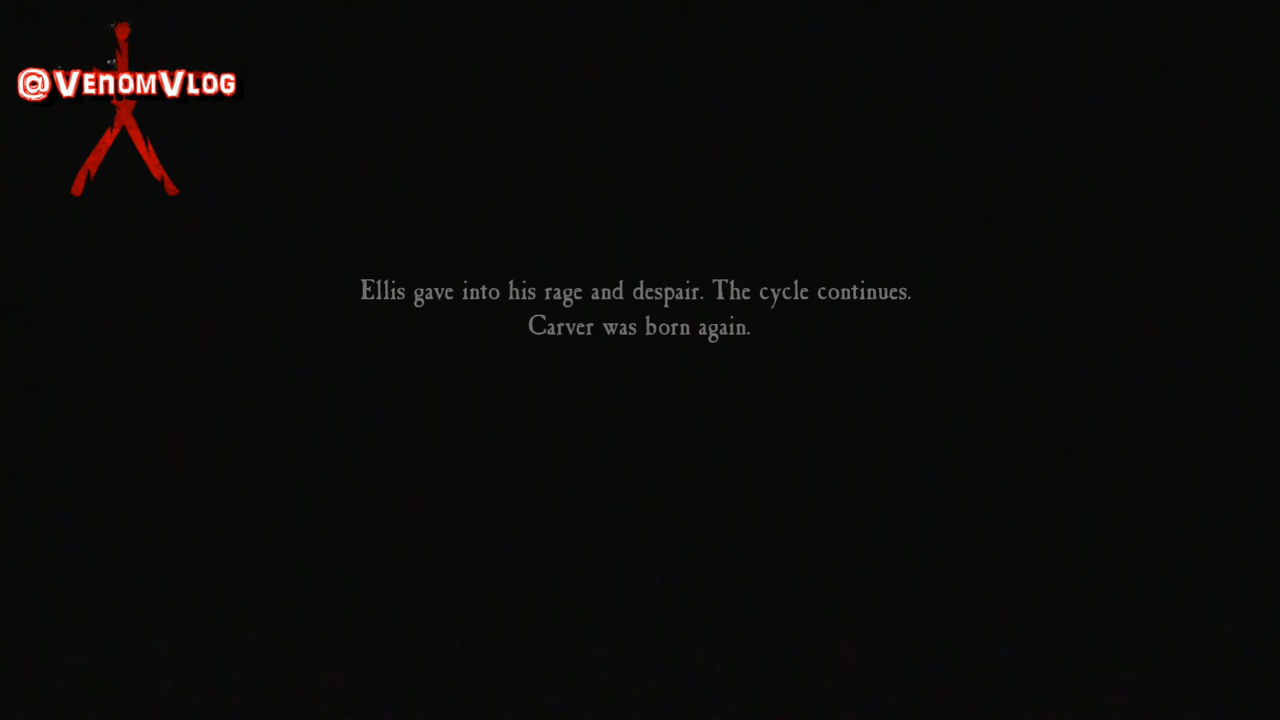 @VenomVlog
Ellis gave into his rage and despair. The cycle continues.
Carver was born again.